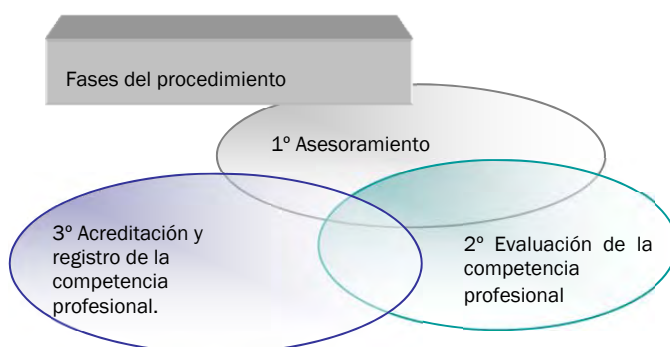 Fases del procedimiento
1º Asesoramiento
3º Acreditación y
registro de la
competencia
profesional.
2º Evaluación de la
competencia
profesional